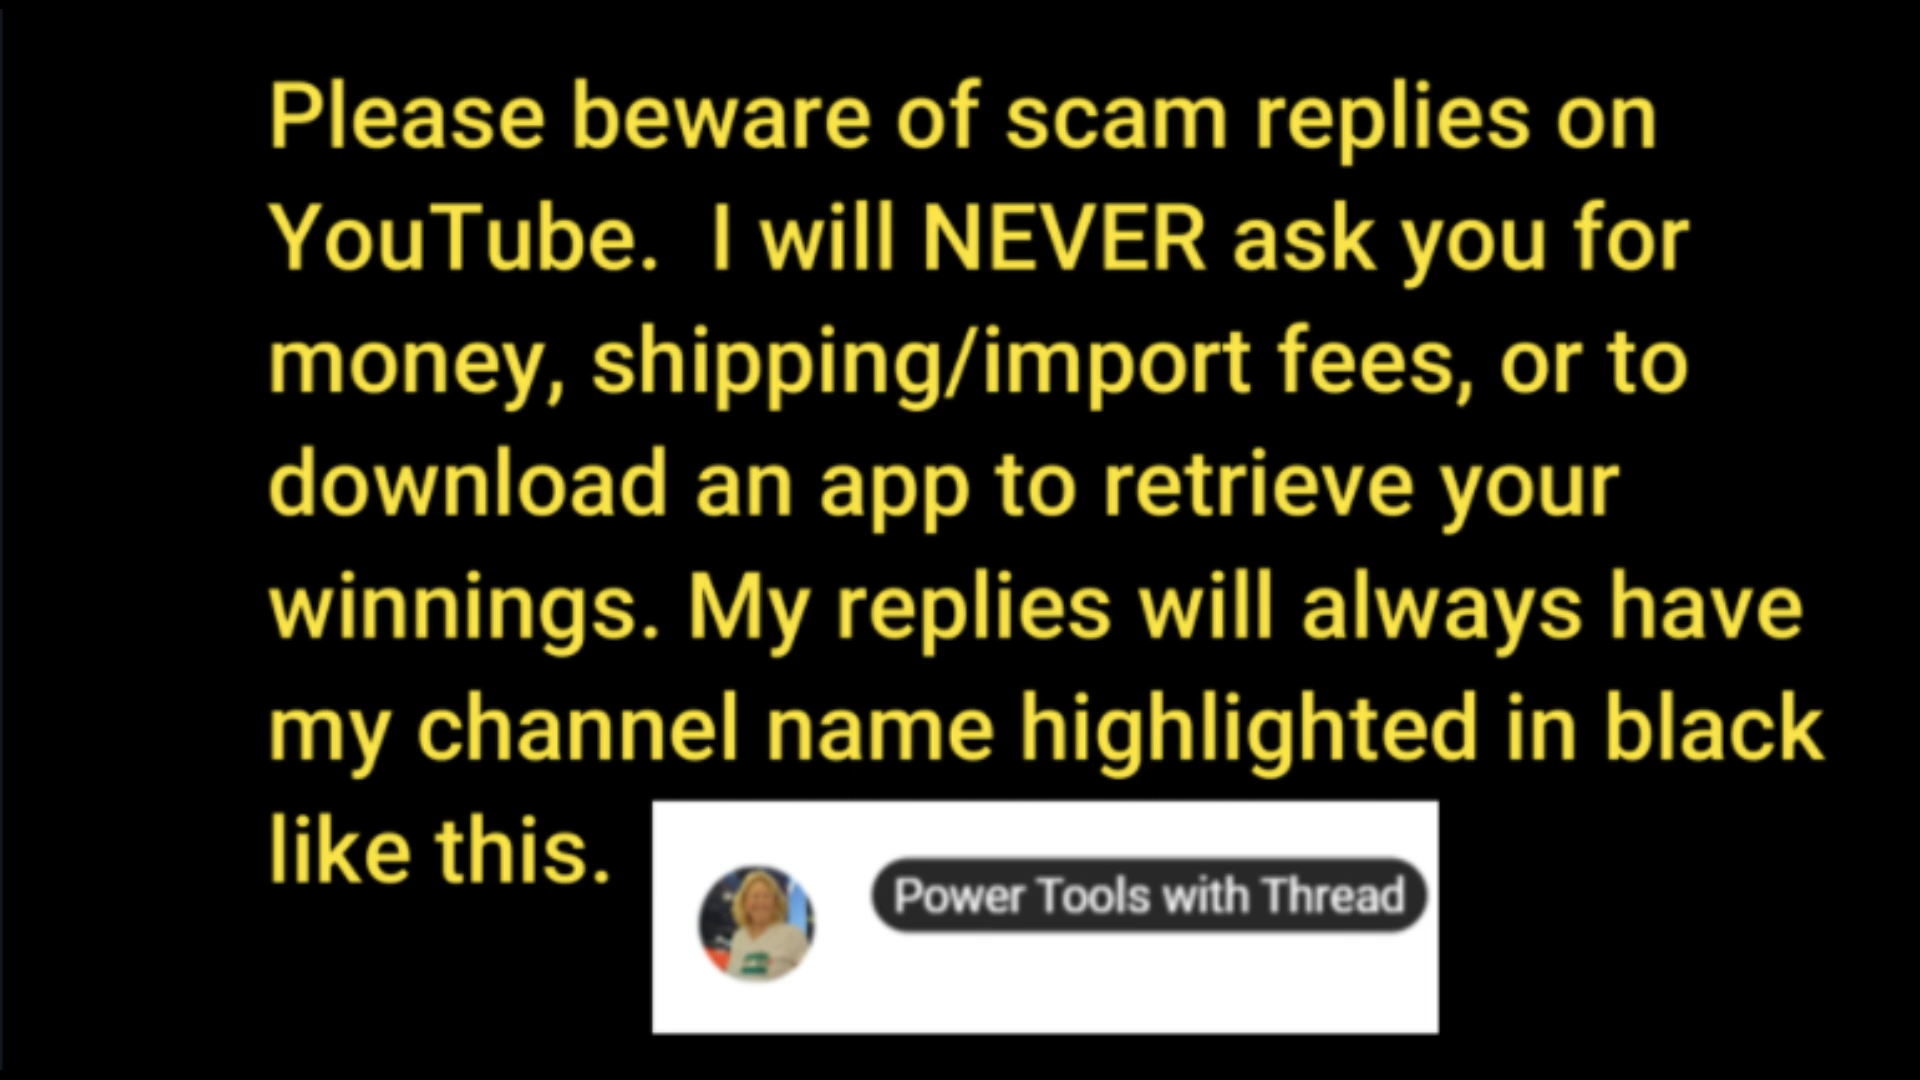 Please beware of scam replies on
YouTube.  I will NEVER ask you for
money, shipping/import fees, or to
download an app to retrieve your
winnings. My replies will always have
my channel name highlighted in black
like this.
Power Tools with Thread